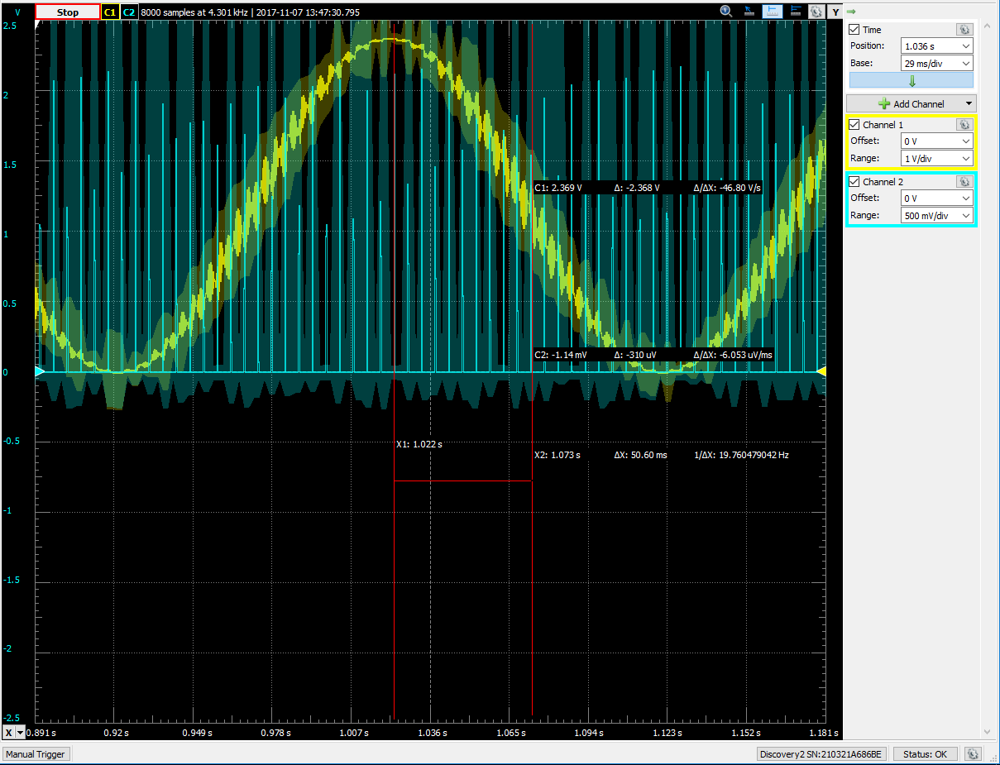 V Stop C1 C2 8000 samples at 4.301 kHz | 2017-11-07 13:47:30.795 Y
2.5
2
1.5
1
0.5
0
-0.5
-1
-1.5
-2
-2.5
C1: 2.369 V Δ: -2.368 V Δ/ΔX: -46.80 V/s
C2: -1.14 mV Δ: -310 uV Δ/ΔX: -6.053 uV/ms
X1: 1.022 s
X2: 1.073 s ΔX: 50.60 ms 1/ΔX: 19.760479042 Hz
X 0.891 s 0.92 s 0.949 s 0.978 s 1.007 s 1.036 s 1.065 s 1.094 s 1.123 s 1.152 s 1.181 s
Time
Position: 1.036 s
Base: 29 ms/div
Add Channel
Channel 1
Offset: 0 V
Range: 1 V/div
Channel 2
Offset: 0 V
Range: 500 mV/div
Manual Trigger Discovery2 SN:210321A686BE Status: OK